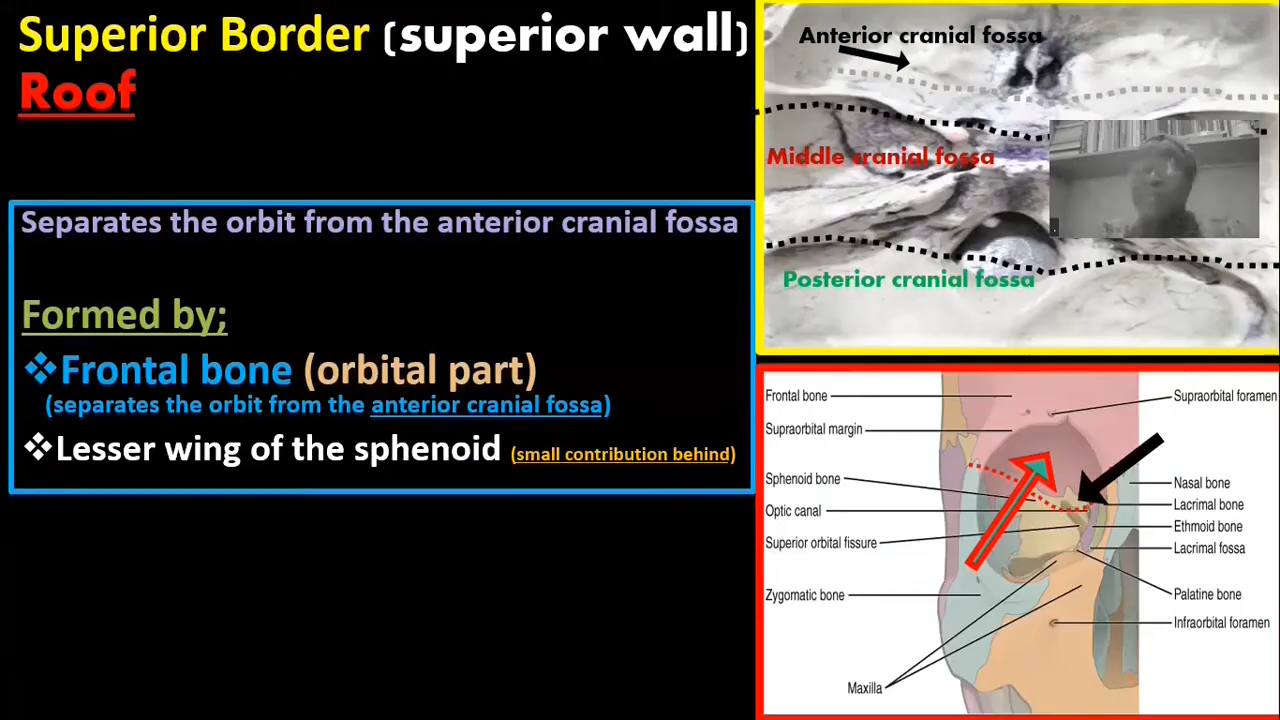 Superior Border (superior wall)
Roof
Separates the orbit from the anterior cranial fossa
Formed by;
❖Frontal bone (orbital part)
(separates the orbit from the anterior cranial fossa)
❖Lesser wing of the sphenoid (small contribution behind)
Anterior cranial fossa
Middle cranial fossa
Posterior cranial fossa
Frontal bone
Supraorbital margin
Sphenoid bone
Optic canal
Superior orbital fissure
Zygomatic bone
Maxilla
Supraorbital foramen
Nasal bone
Lacrimal bone
Ethmoid bone
Lacrimal fossa
Palatine bone
Infraorbital foramen